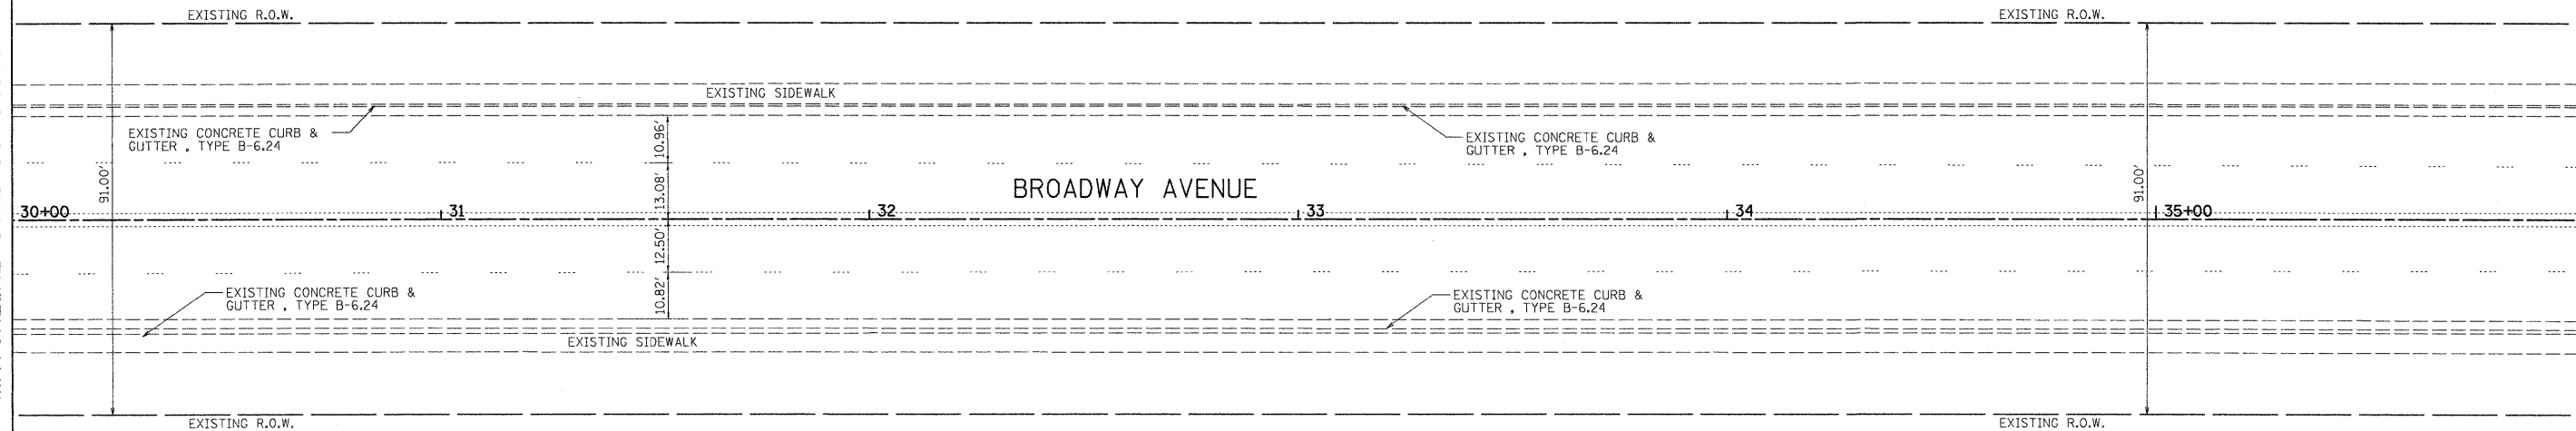 EXISTING R.O.W.
EXISTING R.O.W.
EXISTING SIDEWALK
EXISTING CONCRETE CURB &
GUTTER , TYPE B-6.24
EXISTING CONCRETE CURB &
GUTTER , TYPE B-6.24
10.96'
91.00'
13.08'
BROADWAY AVENUE
91.00'
30+00
31
32
33
34
35+00
12.50'
10.82'
EXISTING CONCRETE CURB &
GUTTER , TYPE B-6.24
EXISTING CONCRETE CURB &
GUTTER , TYPE B-6.24
EXISTING SIDEWALK
EXISTING R.O.W.
EXISTING R.O.W.